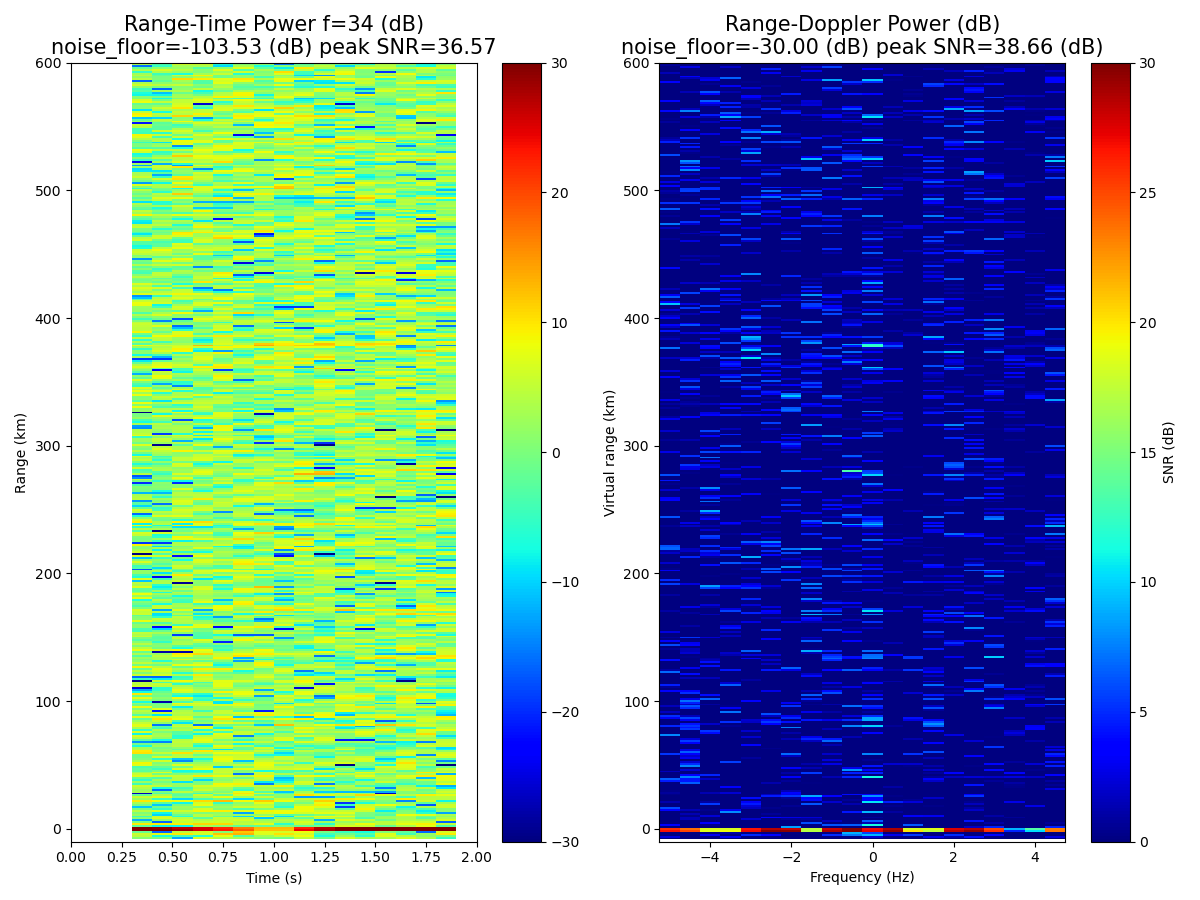 Range-Time Power f=34 (dB)
noise_floor=-103.53 (dB) peak SNR=36.57
Range-Doppler Power (dB)
noise_floor=-30.00 (dB) peak SNR=38.66 (dB)
600
500
400
300
200
100
0
Range (km)
0.00 0.25 0.50 0.75 1.00 1.25 1.50 1.75 2.00
Time (s)
30
20
10
0
−10
−20
−30
600
500
400
300
200
100
0
Virtual range (km)
−4 −2 0 2 4
Frequency (Hz)
30
25
20
15
10
5
0
SNR (dB)